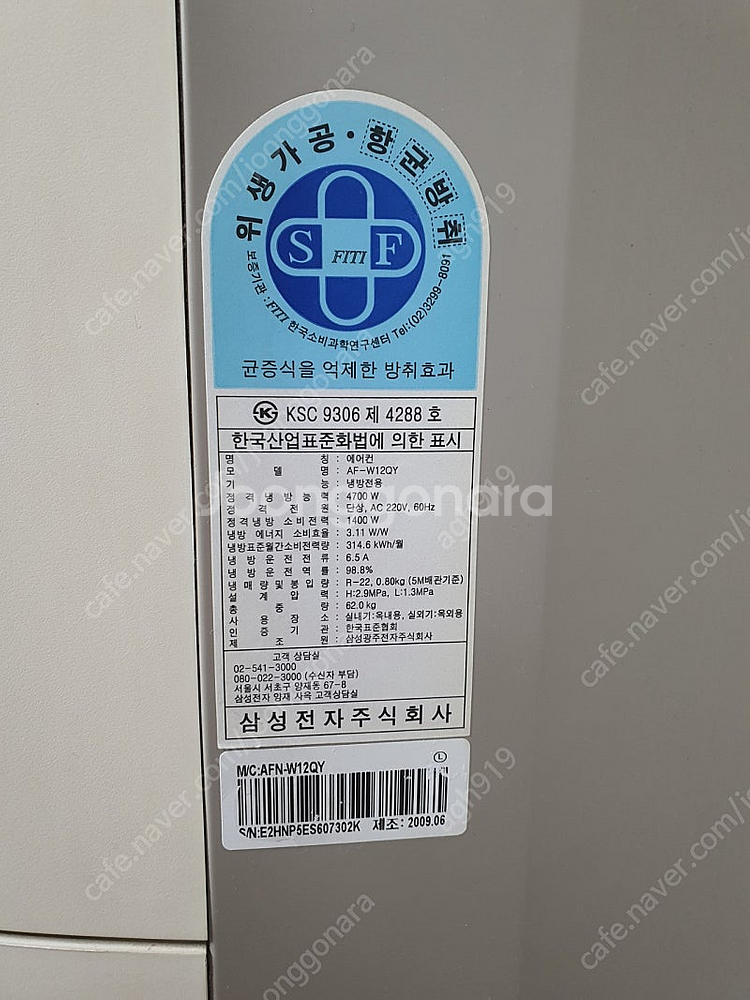 위생가공·항균방취
S FITI F
보증기관 : FITI 한국소비과학연구센터 Tel:(02)3299-8091
균증식을 억제한 방취효과
KSC 9306 제 4288 호
한국산업표준화법에 의한 표시
명 칭 : 에어컨
모 델 명 : AF-W12QY
기 능 : 냉방전용
정 격 냉 방 능 력 : 4700 W
정 격 전 원 : 단상, AC 220V, 60Hz
정격냉방 소비전력 : 1400 W
냉방 에너지 소비효율 : 3.11 W/W
냉방표준월간소비전력량 : 314.6 kWh/월
냉 방 운 전 전 류 : 6.5 A
냉 방 운 전 역 률 : 98.8%
냉 매 량 및 봉 입 량 : R-22, 0.80kg (5M배관기준)
설 계 압 력 : H:2.9MPa, L:1.3MPa
총 중 량 : 62.0 kg
사 용 장 소 : 실내기:옥내용, 실외기:옥외용
인 증 기 관 : 한국표준협회
제 조 원 : 삼성광주전자주식회사
고객 상담실
02-541-3000
080-022-3000 (수신자 부담)
서울시 서초구 양재동 67-8
삼성전자 양재 사옥 고객상담실
삼성전자주식회사
M/C:AFN-W12QY
S/N:E2HNP5ES607302K 제조: 2009.06
joonggonara
cafe.naver.com/joonggonara